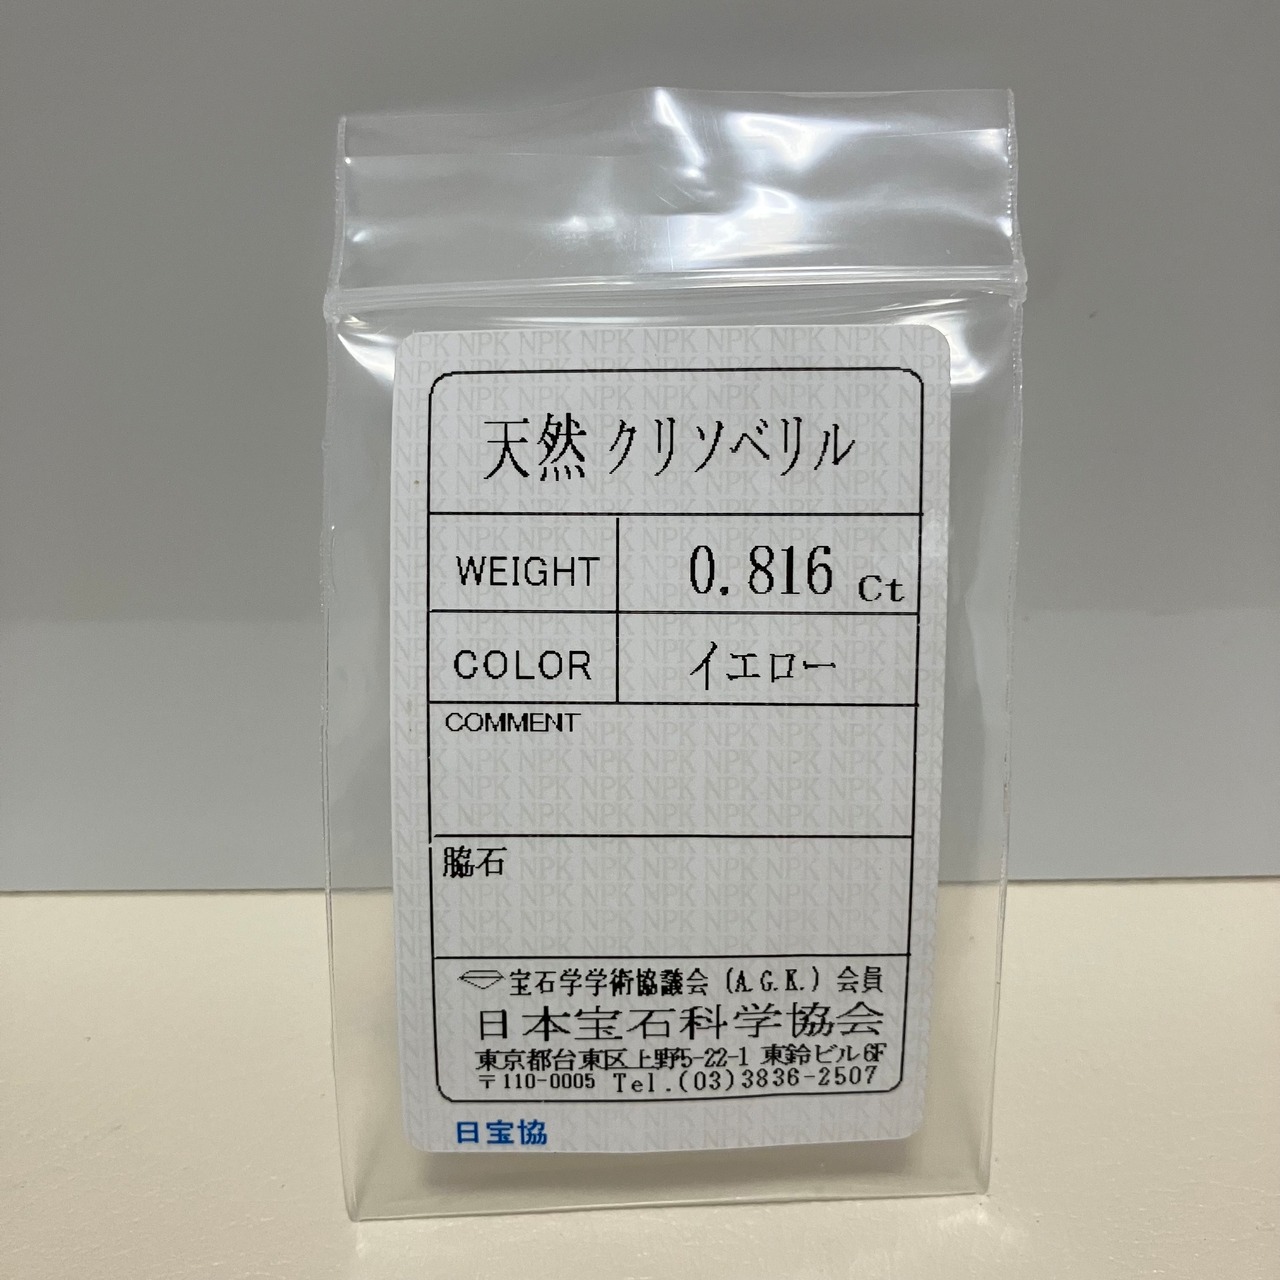 天然 クリソベリル
WEIGHT 0.816 Ct
COLOR イエロー
COMMENT
脇石
宝石学学術協議会 (A.G.K.) 会員
日本宝石科学協会
東京都台東区上野5-22-1 東鈴ビル6F
〒110-0005 Tel.(03)3836-2507
日宝協